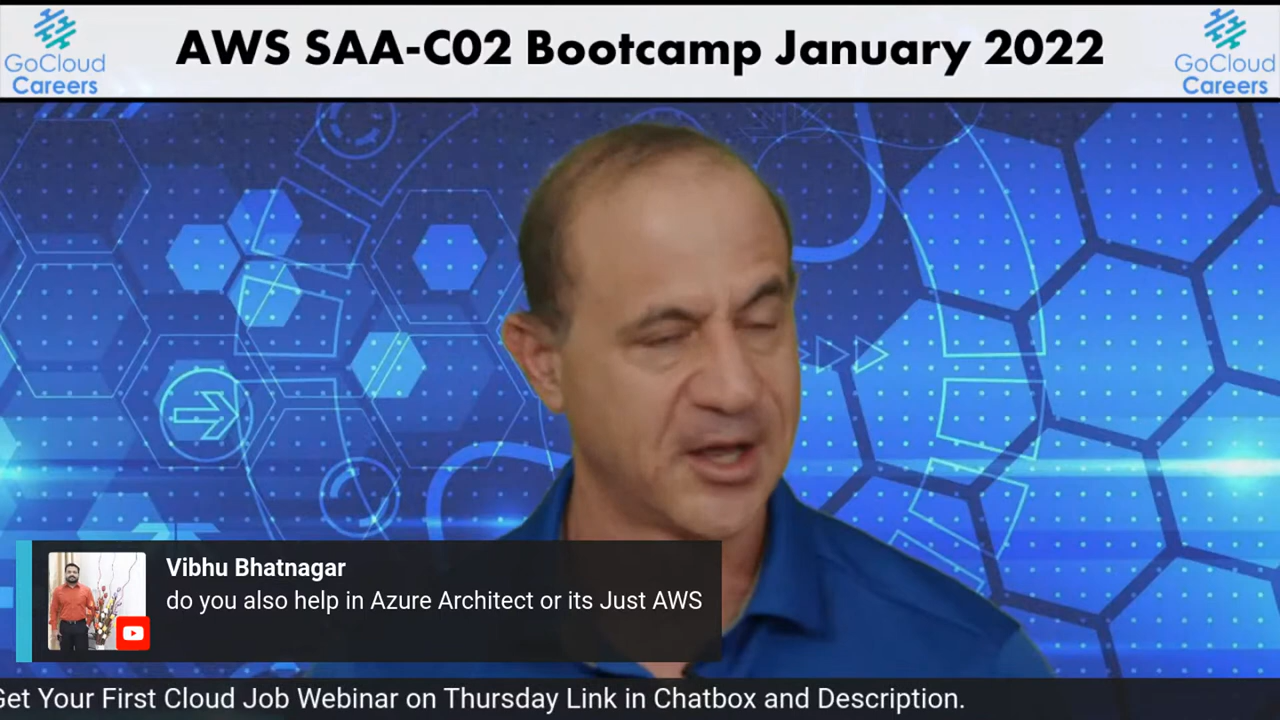 AWS SAA-C02 Bootcamp January 2022
GoCloud
Careers
GoCloud
Careers
Vibhu Bhatnagar
do you also help in Azure Architect or its Just AWS
Get Your First Cloud Job Webinar on Thursday Link in Chatbox and Description.